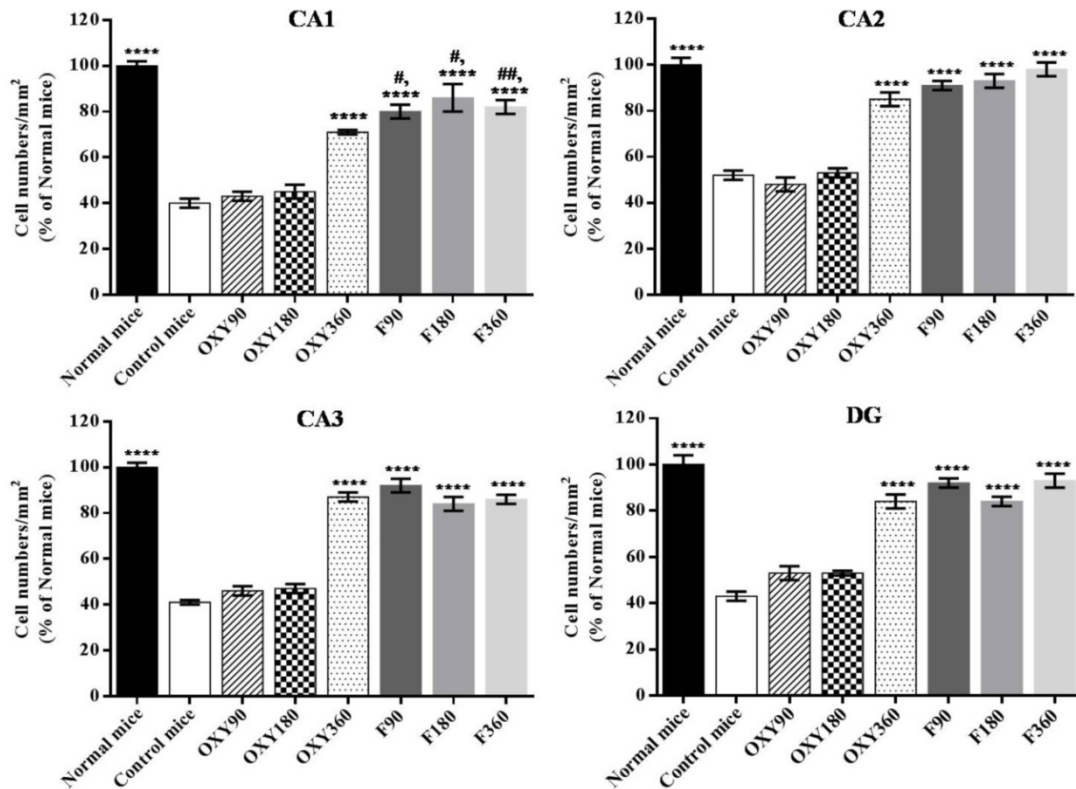 CA1
Cell numbers/mm²
(% of Normal mice)
120
100
80
60
40
20
0
****
****
#,
****
#,
****
##,
****
Normal mice
Control mice
OXY90
OXY180
OXY360
F90
F180
F360
CA2
Cell numbers/mm²
(% of Normal mice)
120
100
80
60
40
20
0
****
****
****
****
****
Normal mice
Control mice
OXY90
OXY180
OXY360
F90
F180
F360
CA3
Cell numbers/mm²
(% of Normal mice)
120
100
80
60
40
20
0
****
****
****
****
****
Normal mice
Control mice
OXY90
OXY180
OXY360
F90
F180
F360
DG
Cell numbers/mm²
(% of Normal mice)
120
100
80
60
40
20
0
****
****
****
****
****
Normal mice
Control mice
OXY90
OXY180
OXY360
F90
F180
F360